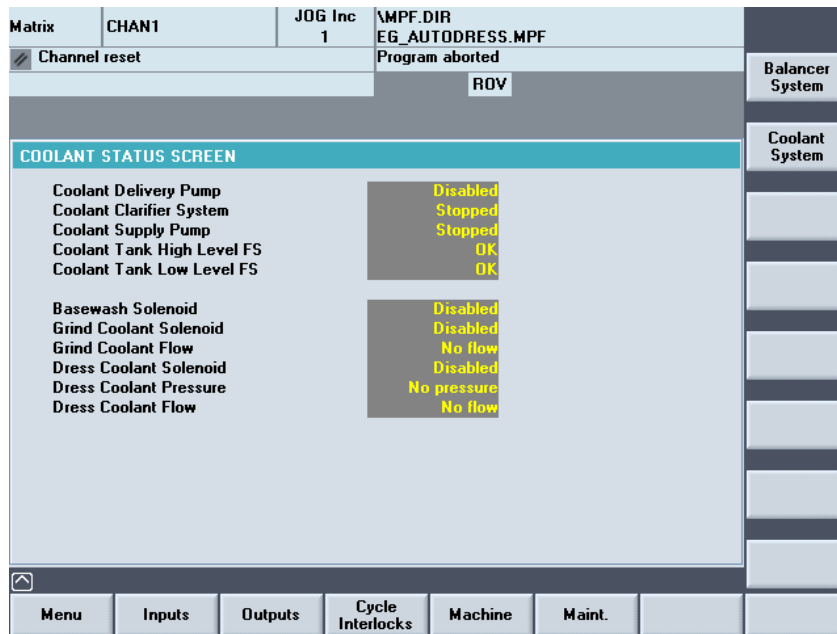 Matrix CHAN1 JOG Inc \MPF.DIR
1 EG_AUTODRESS.MPF
Channel reset Program aborted
ROV
Balancer
System
Coolant
System
COOLANT STATUS SCREEN
Coolant Delivery Pump Disabled
Coolant Clarifier System Stopped
Coolant Supply Pump Stopped
Coolant Tank High Level FS OK
Coolant Tank Low Level FS OK
Basewash Solenoid Disabled
Grind Coolant Solenoid Disabled
Grind Coolant Flow No flow
Dress Coolant Solenoid Disabled
Dress Coolant Pressure No pressure
Dress Coolant Flow No flow
Menu Inputs Outputs Cycle Interlocks Machine Maint.